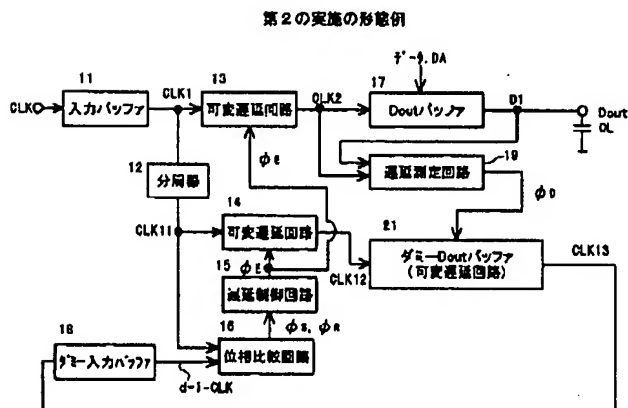 第2の実施の形態例
データ, DA
11
CLK1
13
CLK2
17
D1
CLK
入力バッファ
可変遅延回路
Doutバッファ
Dout
CL
φE
19
12
分周器
遅延測定回路
14
φD
CLK11
可変遅延回路
21
15
φE
CLK12
ダミーDoutバッファ
(可変遅延回路)
CLK13
遅延制御回路
16
φS, φR
18
ダミー入力バッファ
位相比較回路
d-i-CLK